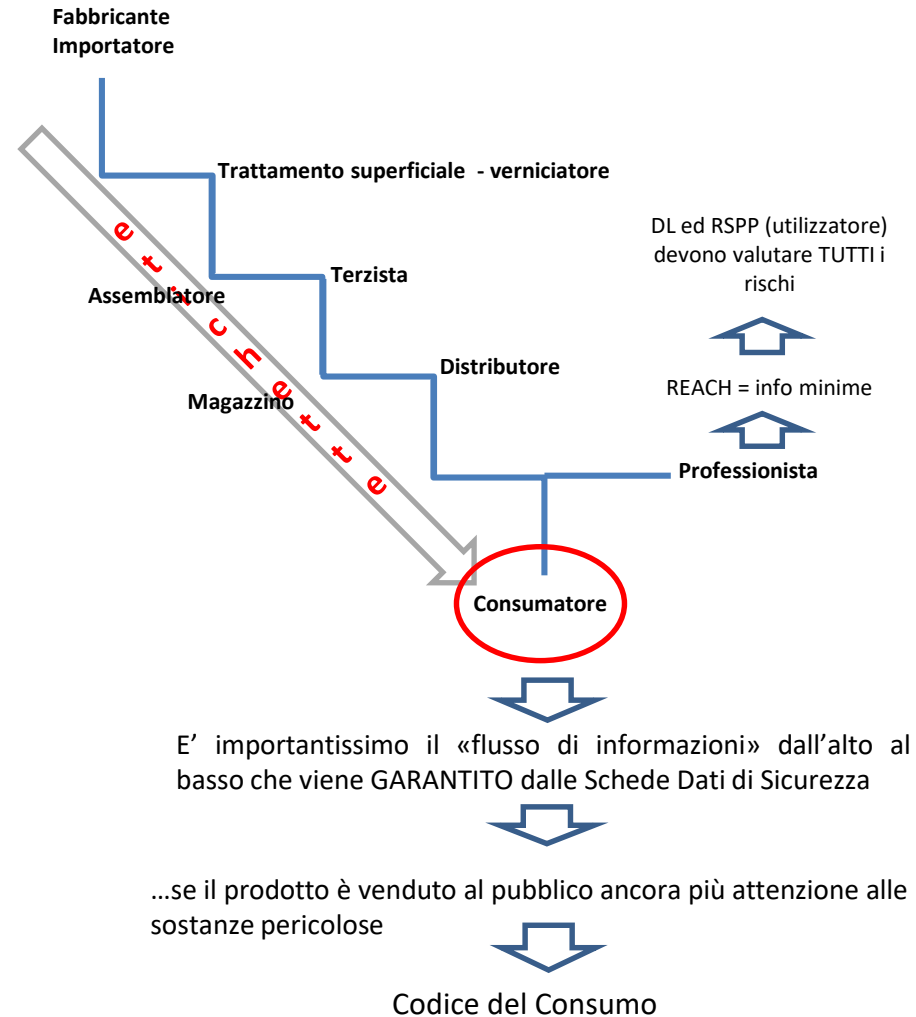 Fabbricante
Importatore
Trattamento superficiale - verniciatore
DL ed RSPP (utilizzatore)
devono valutare TUTTI i
rischi
Terzista
Assemblatore
etichette
Distributore
REACH = info minime
Magazzino
Professionista
Consumatore
E’ importantissimo il «flusso di informazioni» dall’alto al
basso che viene GARANTITO dalle Schede Dati di Sicurezza
...se il prodotto è venduto al pubblico ancora più attenzione alle
sostanze pericolose
Codice del Consumo